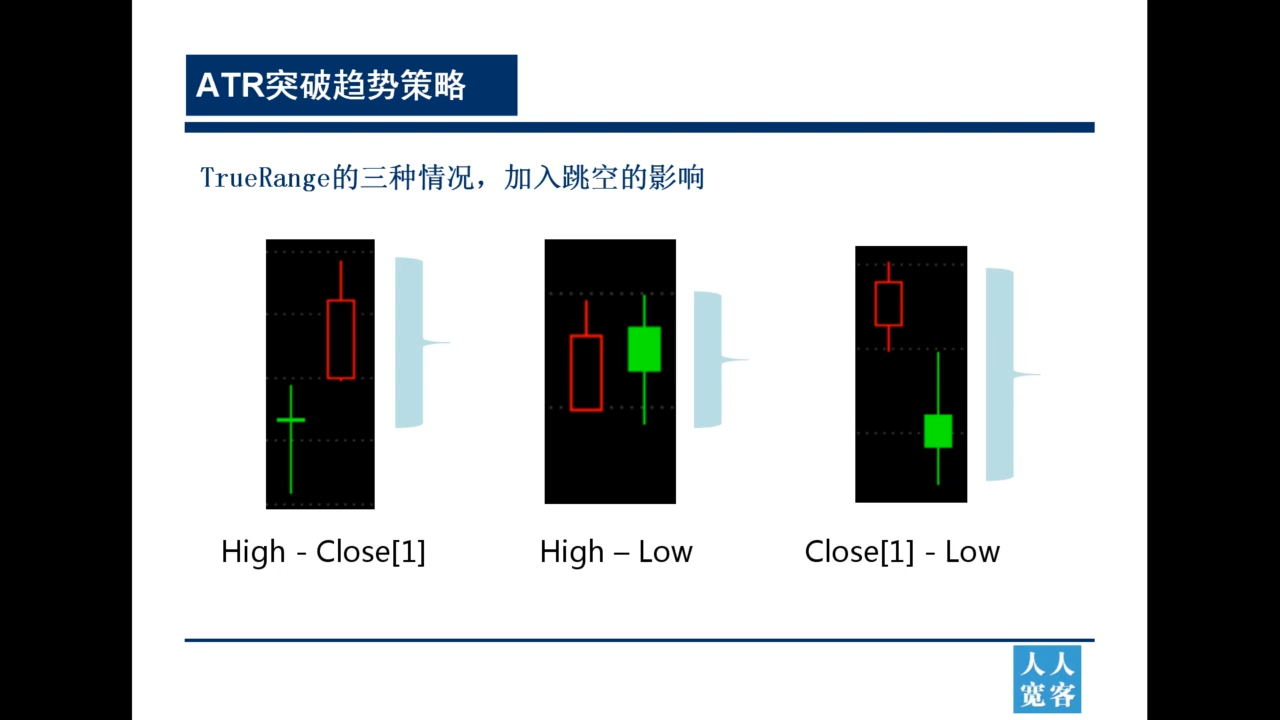 ATR突破趋势策略
TrueRange的三种情况，加入跳空的影响
High - Close[1]
High – Low
Close[1] - Low
人人
宽客